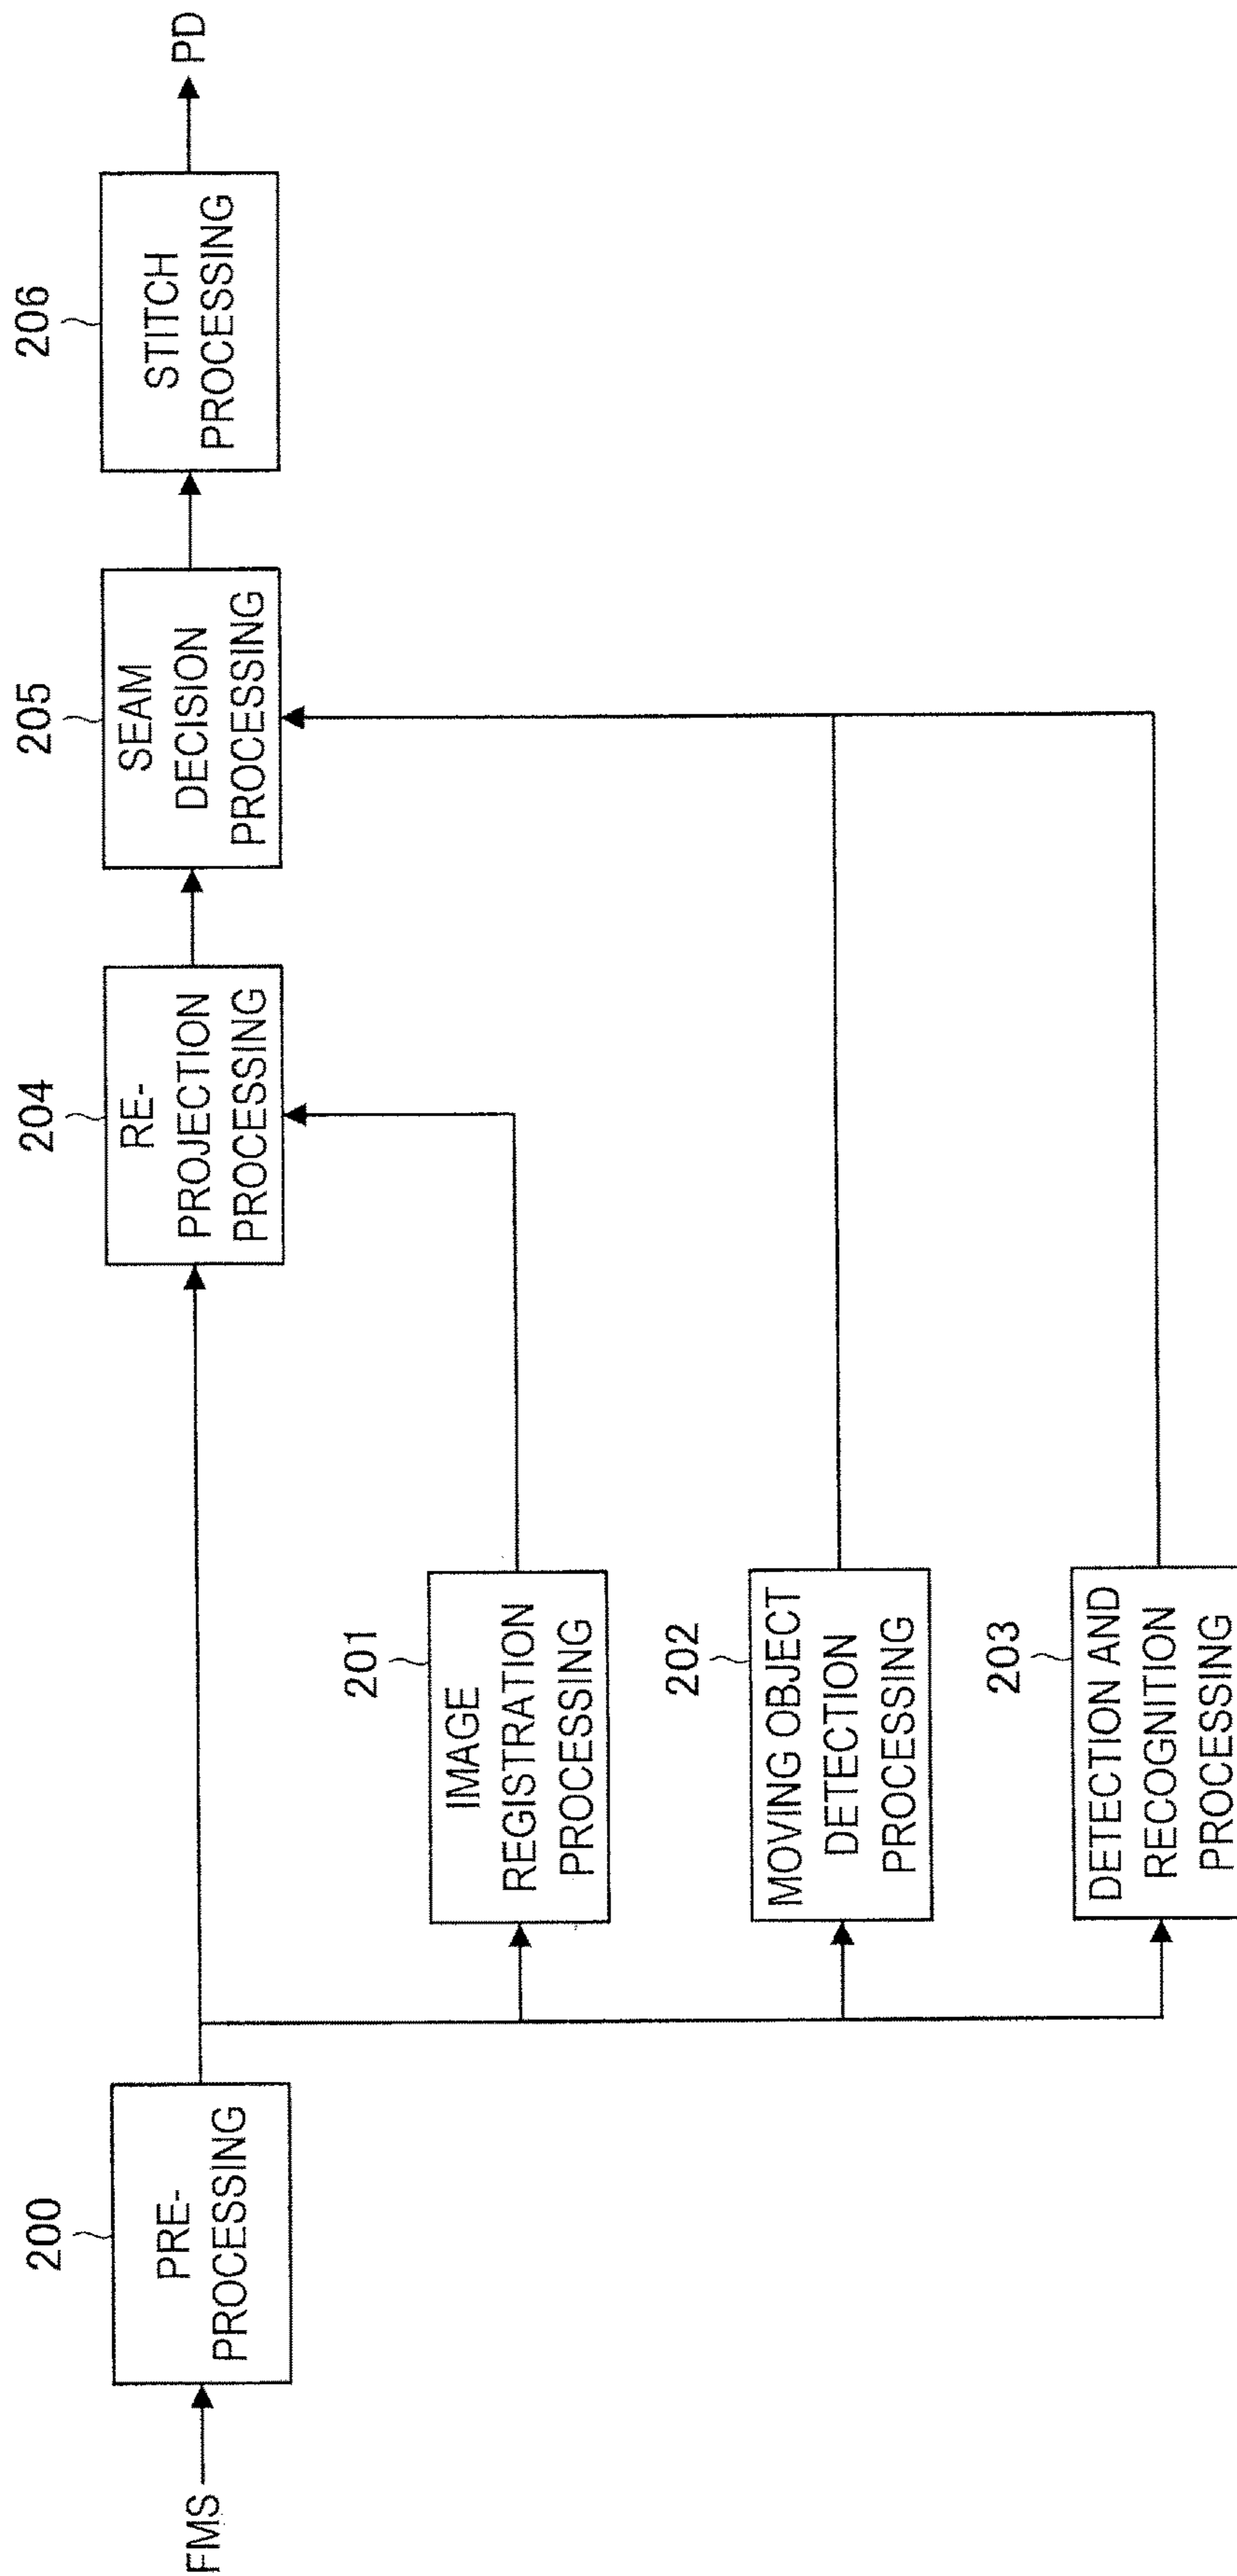 FMS
200
PRE-
PROCESSING
201
IMAGE
REGISTRATION
PROCESSING
202
MOVING OBJECT
DETECTION
PROCESSING
203
DETECTION AND
RECOGNITION
PROCESSING
204
RE-
PROJECTION
PROCESSING
205
SEAM
DECISION
PROCESSING
206
STITCH
PROCESSING
PD